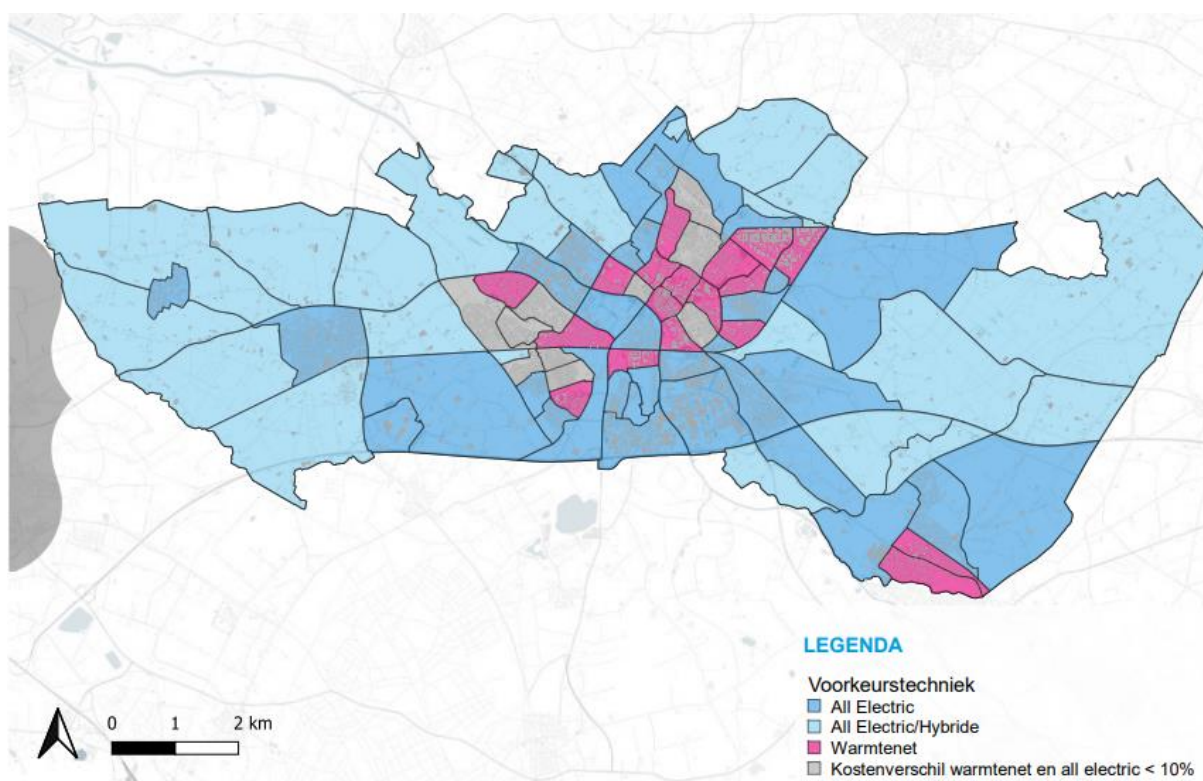 LEGENDA
Voorkeurstechniek
All Electric
All Electric/Hybride
Warmtenet
Kostenverschil warmtenet en all electric < 10%
0 1 2 km